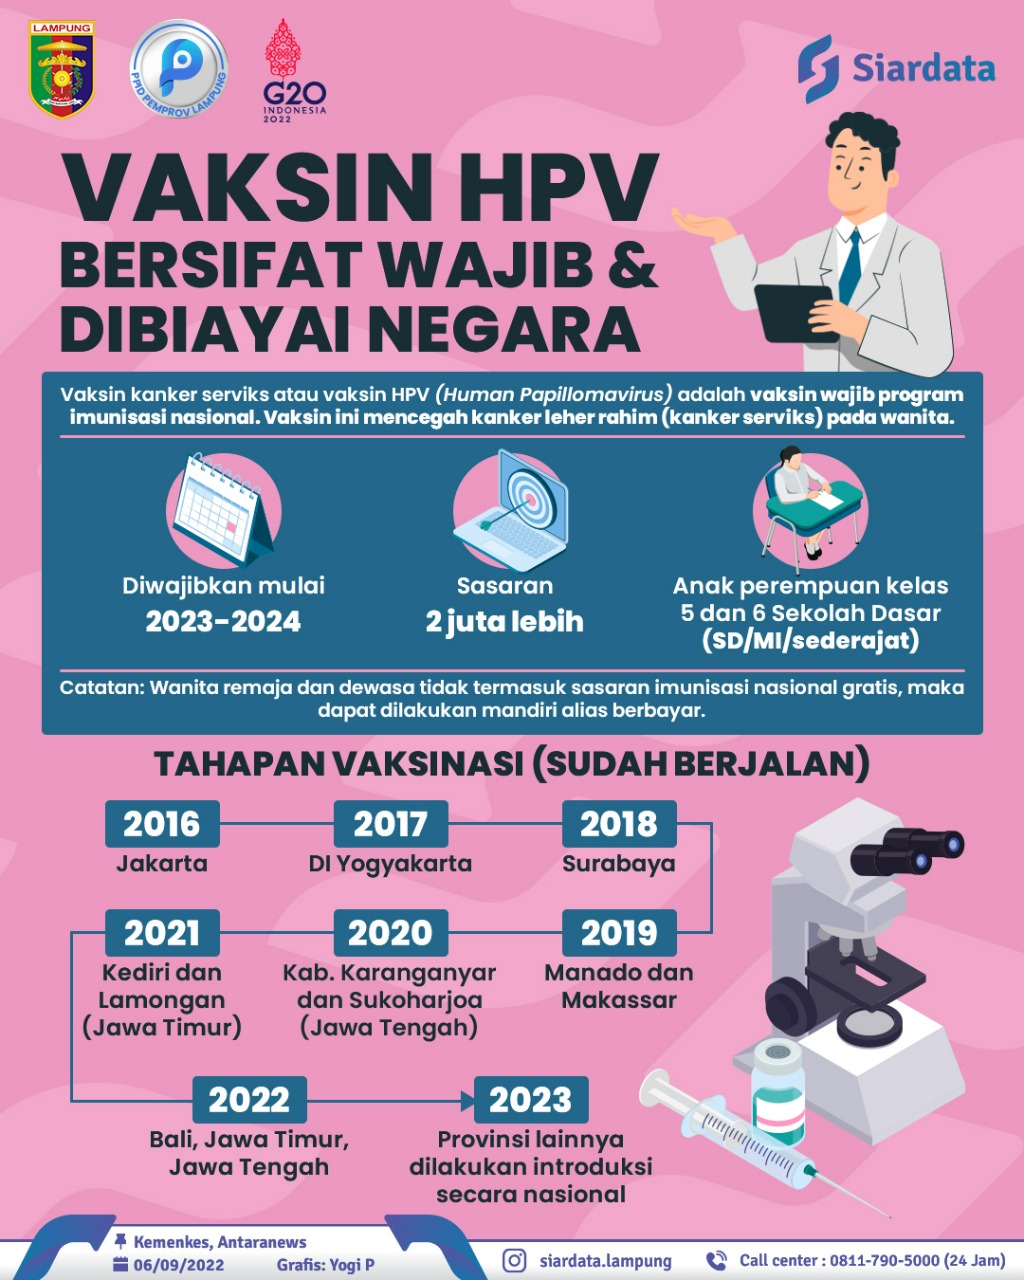 LAMPUNG
PPID PEMPROV LAMPUNG
G20
INDONESIA
2022
Siardata
VAKSIN HPV
BERSIFAT WAJIB &
DIBIAYAI NEGARA
Vaksin kanker serviks atau vaksin HPV (Human Papillomavirus) adalah vaksin wajib program
imunisasi nasional. Vaksin ini mencegah kanker leher rahim (kanker serviks) pada wanita.
Diwajibkan mulai
2023-2024
Sasaran
2 juta lebih
Anak perempuan kelas
5 dan 6 Sekolah Dasar
(SD/MI/sederajat)
Catatan: Wanita remaja dan dewasa tidak termasuk sasaran imunisasi nasional gratis, maka
dapat dilakukan mandiri alias berbayar.
TAHAPAN VAKSINASI (SUDAH BERJALAN)
2016
Jakarta
2017
DI Yogyakarta
2018
Surabaya
2019
Manado dan
Makassar
2020
Kab. Karanganyar
dan Sukoharjoa
(Jawa Tengah)
2021
Kediri dan
Lamongan
(Jawa Timur)
2022
Bali, Jawa Timur,
Jawa Tengah
2023
Provinsi lainnya
dilakukan introduksi
secara nasional
Kemenkes, Antaranews
06/09/2022
Grafis: Yogi P
siardata.lampung
Call center : 0811-790-5000 (24 Jam)